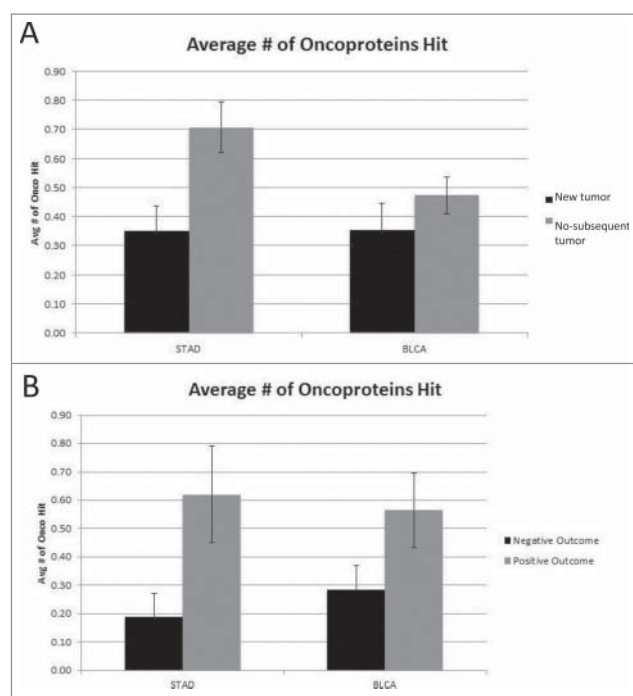 A
Average # of Oncoproteins Hit
0.90
0.80
0.70
0.60
0.50
0.40
0.30
0.20
0.10
0.00
Avg # of Onco Hit
STAD
BLCA
New tumor
No-subsequent
tumor
B
Average # of Oncoproteins Hit
0.90
0.80
0.70
0.60
0.50
0.40
0.30
0.20
0.10
0.00
Avg # of Onco Hit
STAD
BLCA
Negative Outcome
Positive Outcome